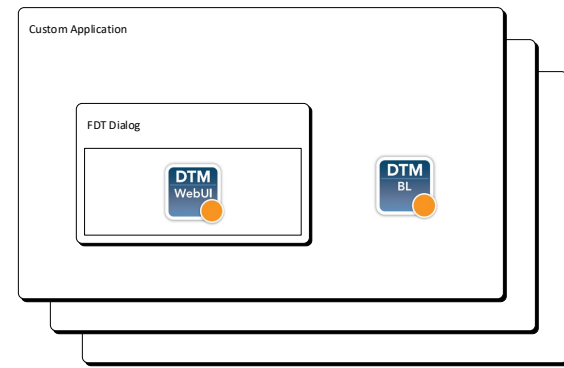 Custom Application
FDT Dialog
DTM
WebUI
DTM
BL